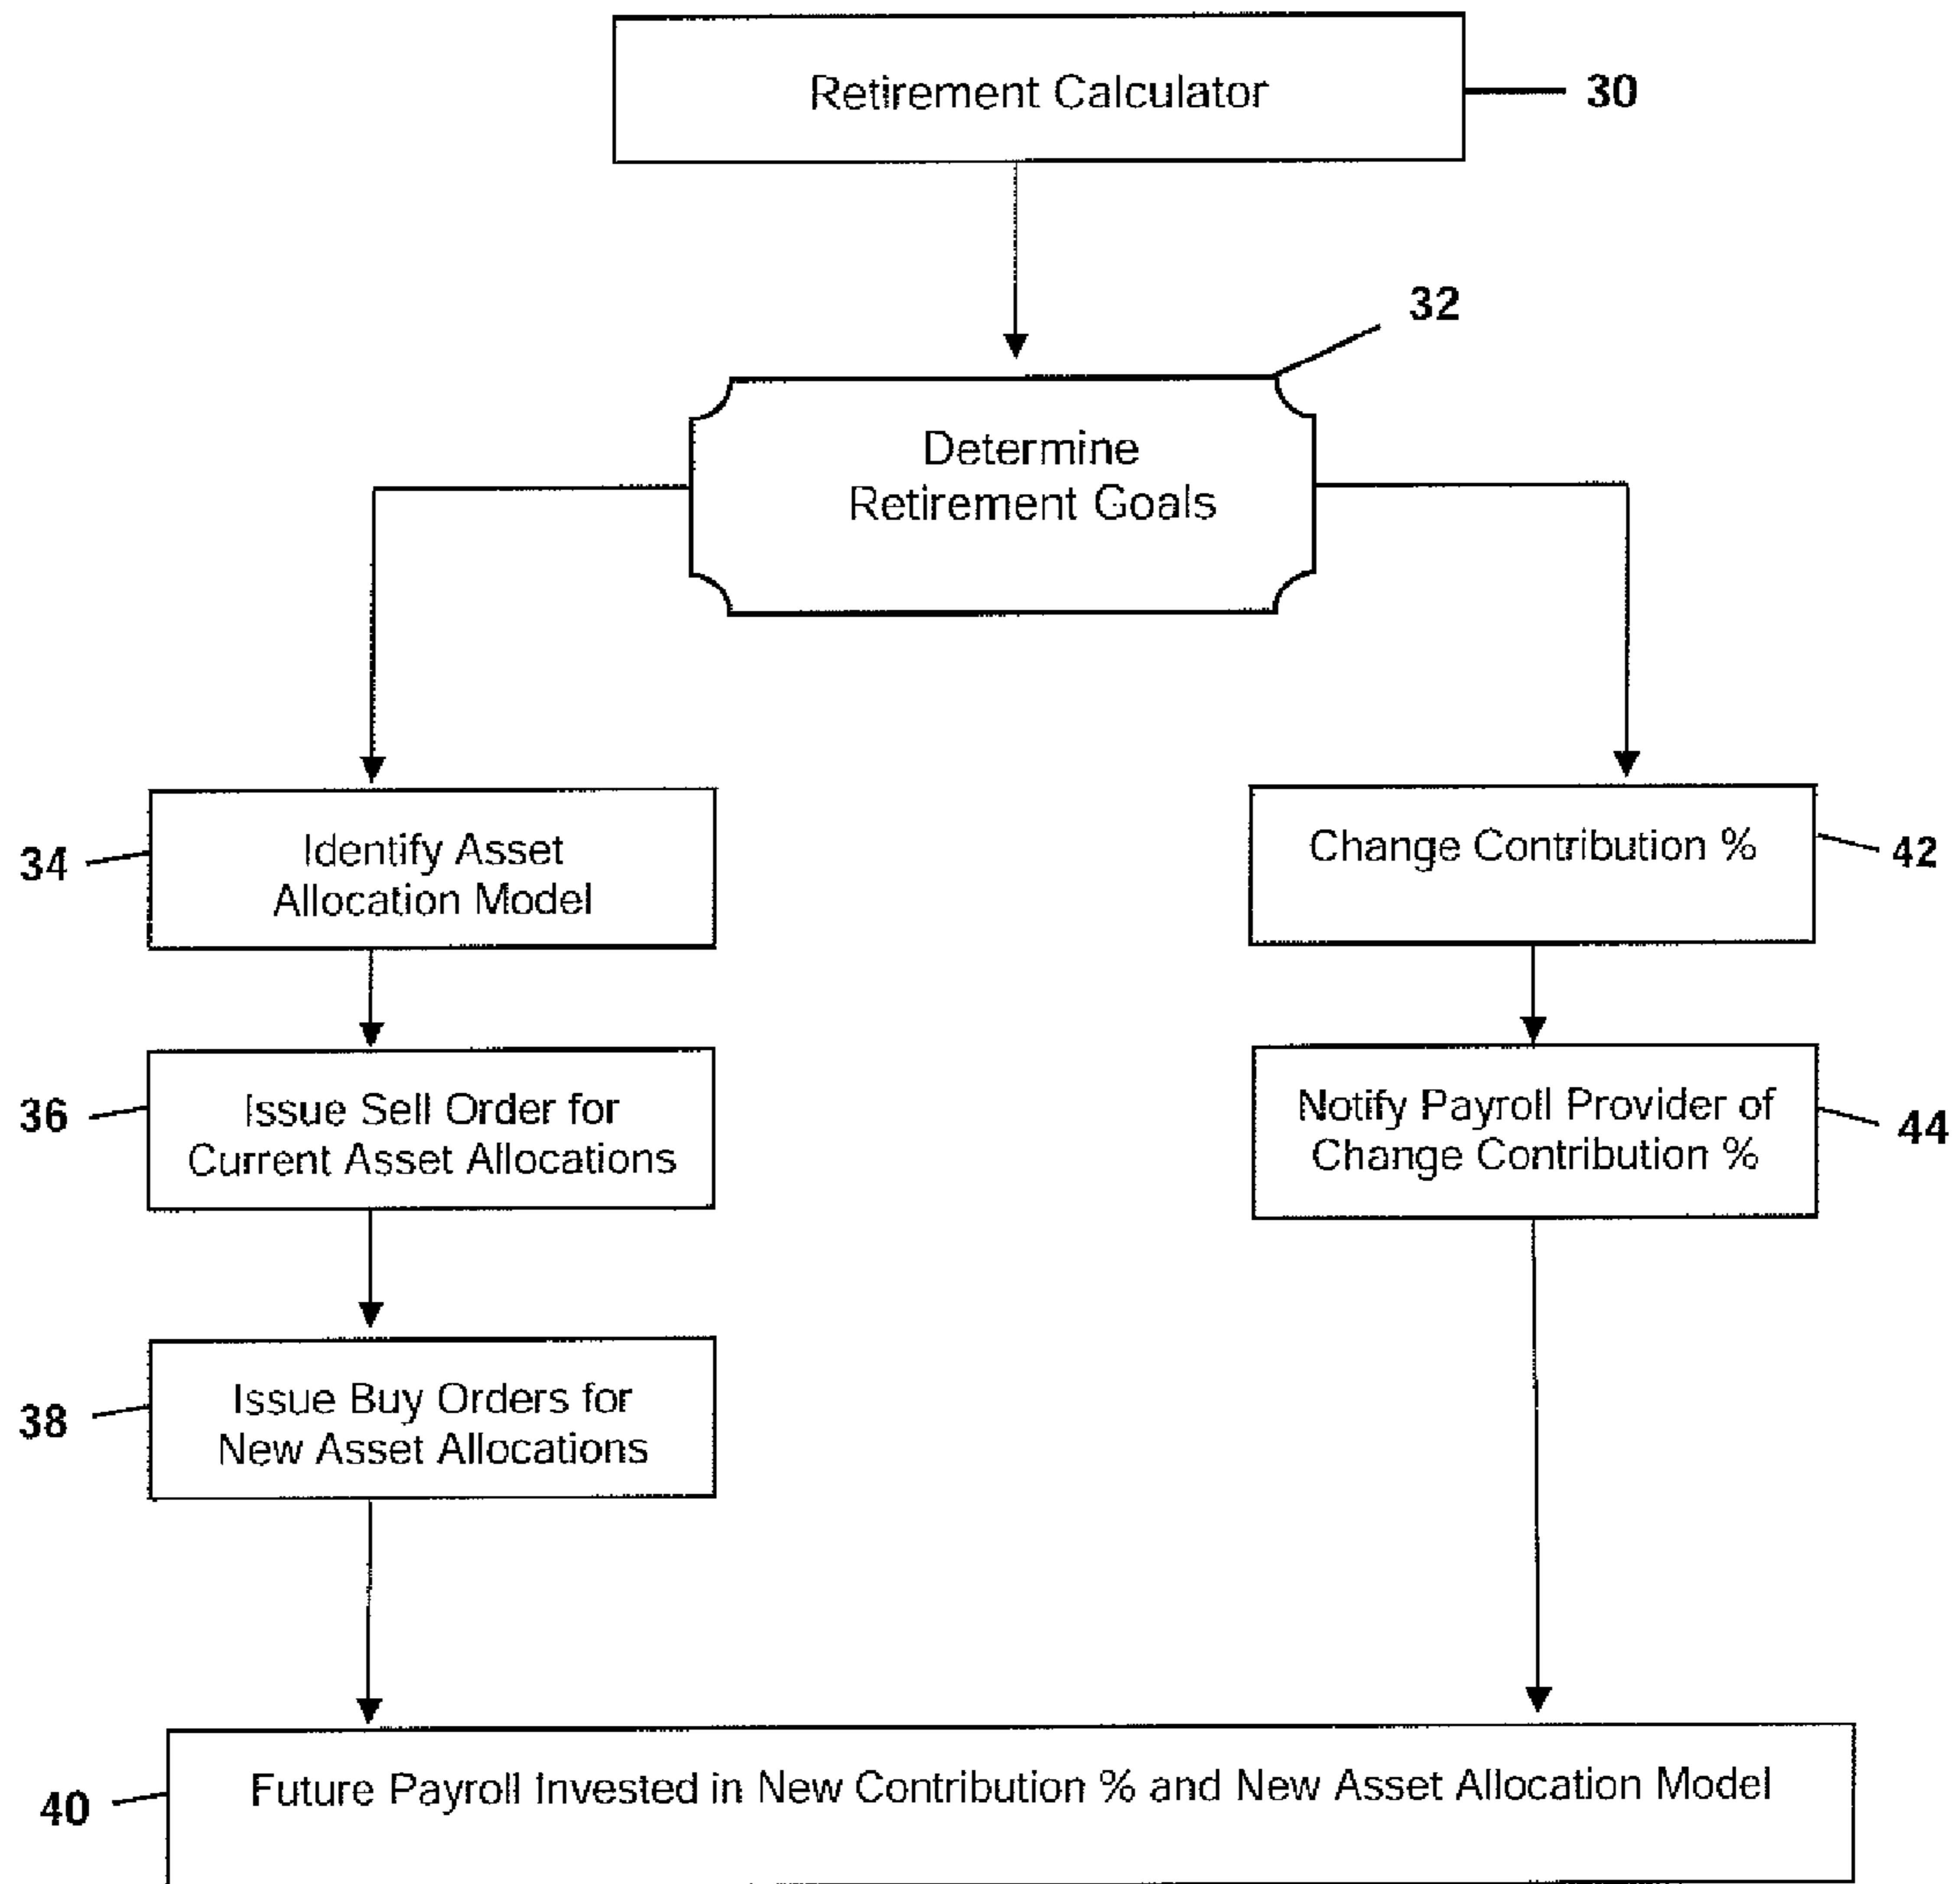 Retirement Calculator
30
32
Determine
Retirement Goals
34
Identify Asset
Allocation Model
Change Contribution %
42
36
Issue Sell Order for
Current Asset Allocations
Notify Payroll Provider of
Change Contribution %
44
38
Issue Buy Orders for
New Asset Allocations
40
Future Payroll Invested in New Contribution % and New Asset Allocation Model